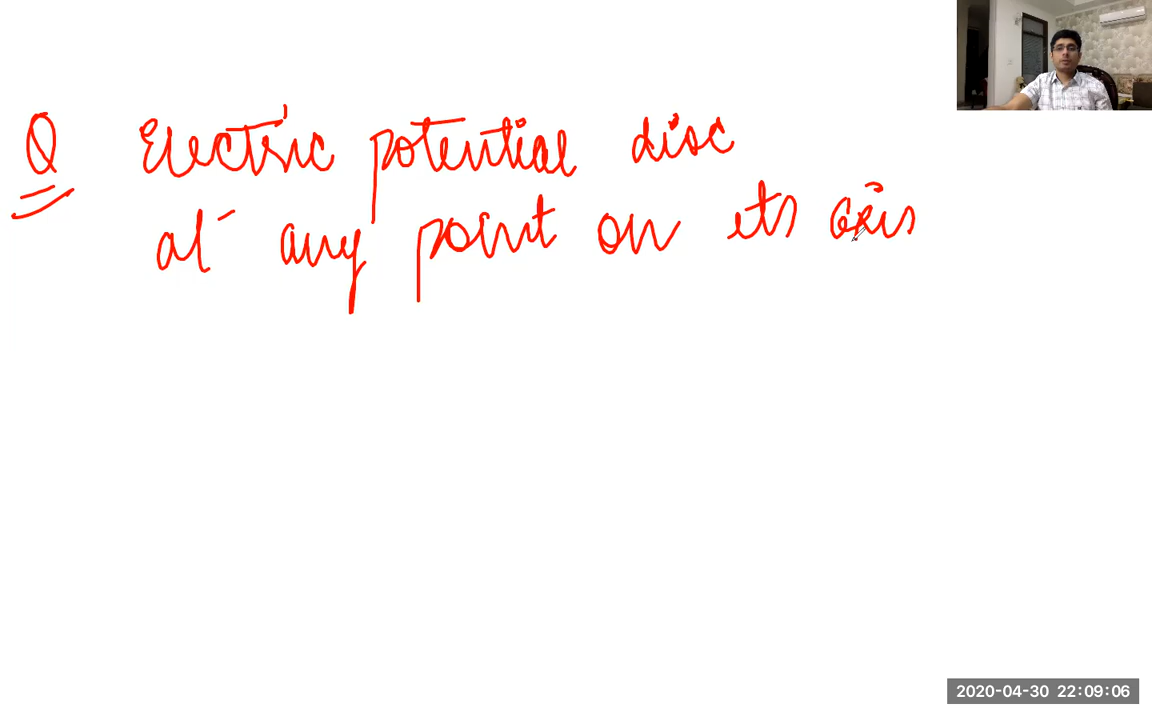 Q Electric potential disc
at any point on its axis
2020-04-30 22:09:06